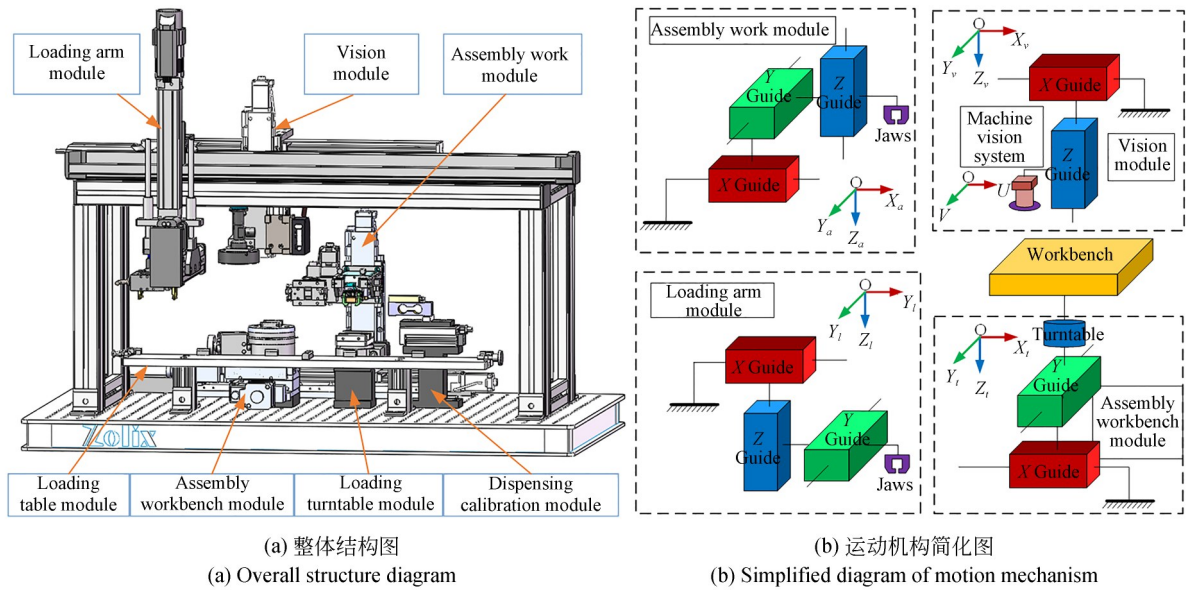 Loading arm
module
Vision
module
Assembly work
module
Zolix
Loading
table module
Assembly
workbench module
Loading
turntable module
Dispensing
calibration module
(a) 整体结构图
(a) Overall structure diagram
Assembly work module
Y
Guide
Z
Guide
Jaws
X Guide
O
Xa
Ya
Za
O
Xv
Yv
Zv
X Guide
Machine
vision
system
Z
Guide
Vision
module
O
U
V
Loading arm
module
O
Yl
Yl
Zl
X Guide
Z
Guide
Y
Guide
Jaws
Workbench
O
Xt
Yt
Zt
Turntable
Y
Guide
Assembly
workbench
module
X Guide
(b) 运动机构简化图
(b) Simplified diagram of motion mechanism